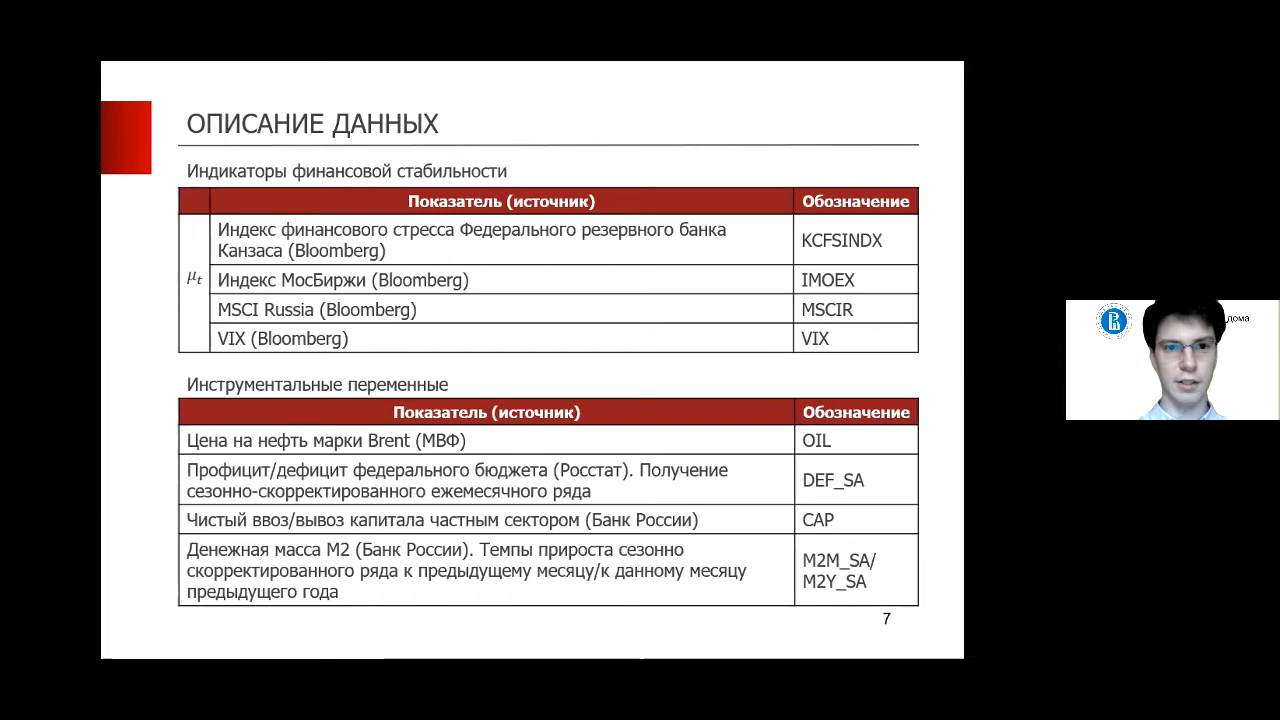 ОПИСАНИЕ ДАННЫХ
Индикаторы финансовой стабильности
Показатель (источник) Обозначение
μt
Индекс финансового стресса Федерального резервного банка
Канзаса (Bloomberg)
KCFSINDX
Индекс МосБиржи (Bloomberg) IMOEX
MSCI Russia (Bloomberg) MSCIR
VIX (Bloomberg) VIX
Инструментальные переменные
Показатель (источник) Обозначение
Цена на нефть марки Brent (МВФ) OIL
Профицит/дефицит федерального бюджета (Росстат). Получение
сезонно-скорректированного ежемесячного ряда
DEF_SA
Чистый ввоз/вывоз капитала частным сектором (Банк России) CAP
Денежная масса М2 (Банк России). Темпы прироста сезонно
скорректированного ряда к предыдущему месяцу/к данному месяцу
предыдущего года
M2M_SA/
M2Y_SA
7
дома